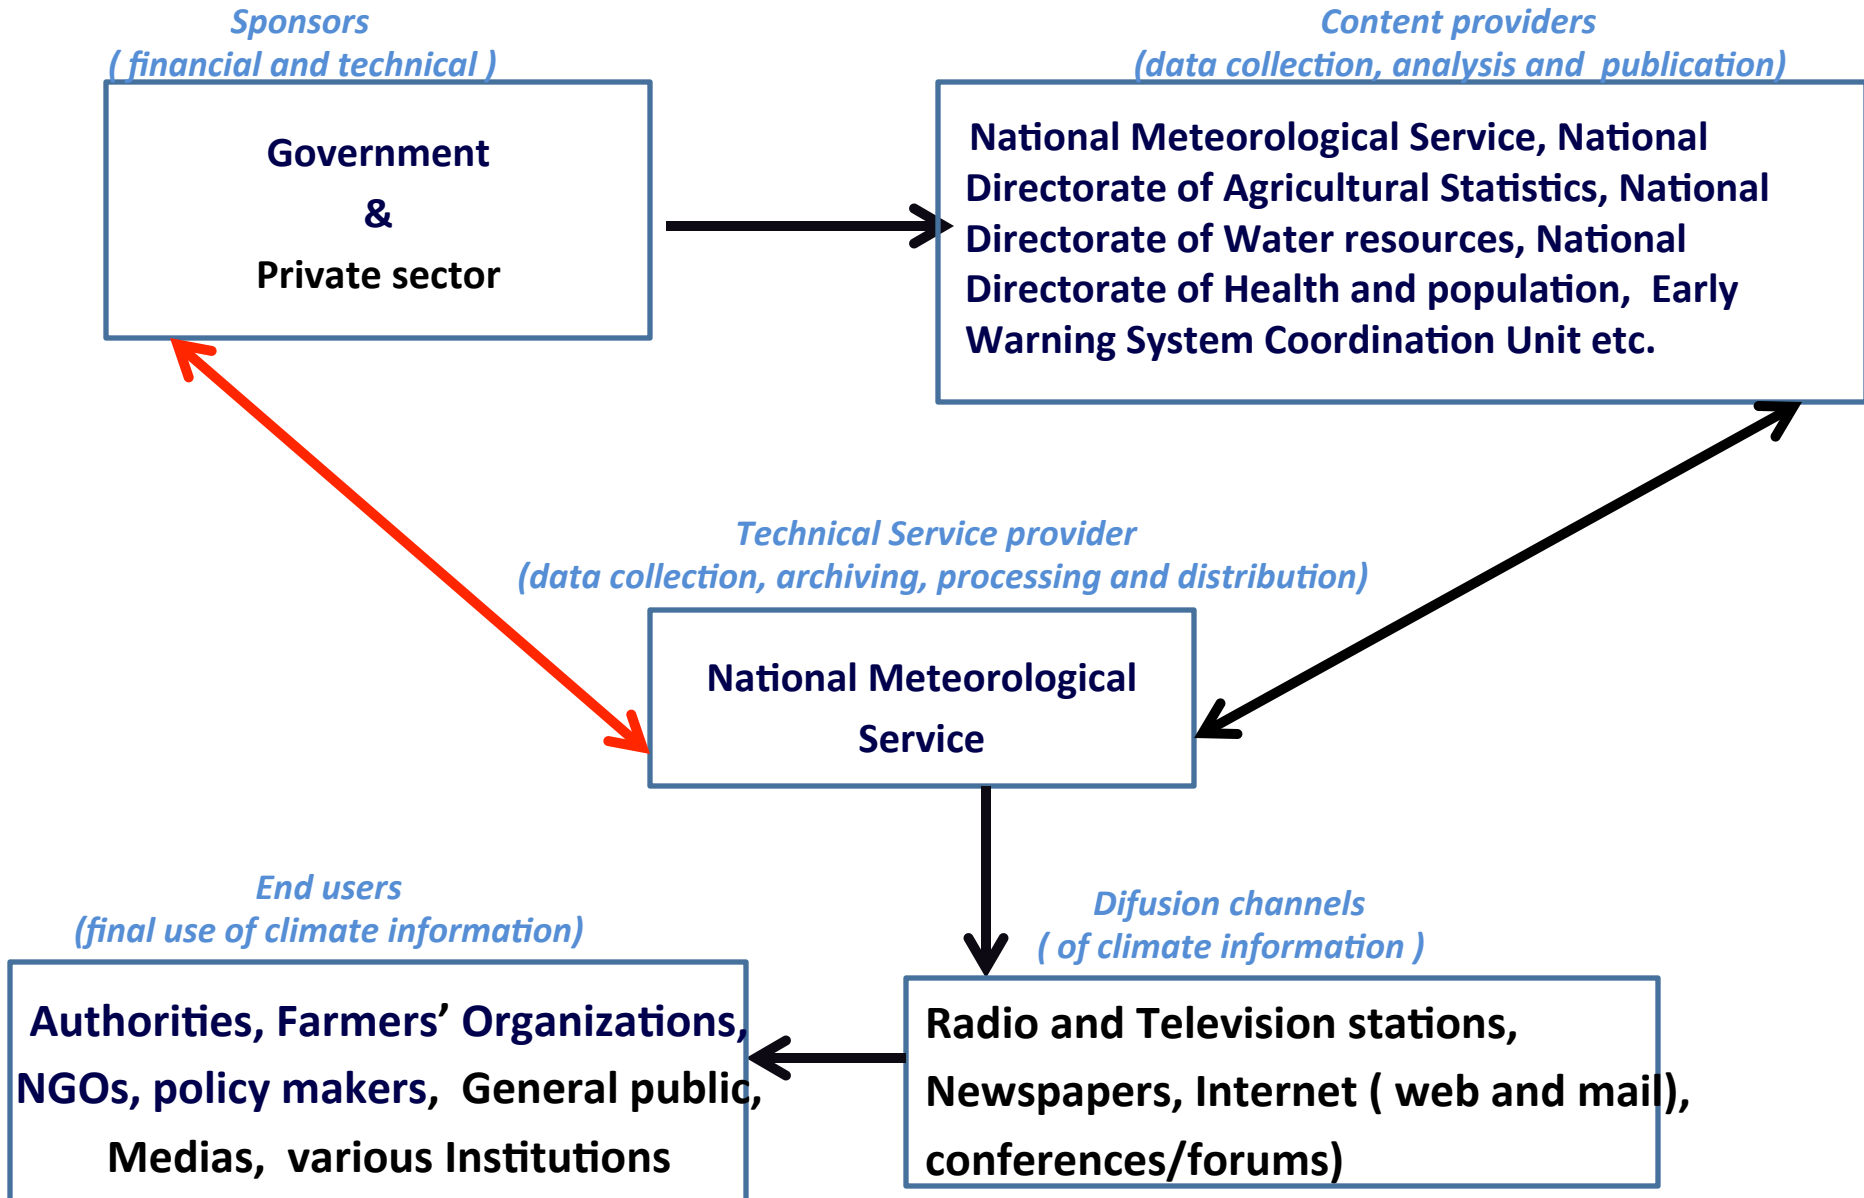 Sponsors
( financial and technical )
Government
&
Private sector
Content providers
(data collection, analysis and publication)
National Meteorological Service, National
Directorate of Agricultural Statistics, National
Directorate of Water resources, National
Directorate of Health and population, Early
Warning System Coordination Unit etc.
Technical Service provider
(data collection, archiving, processing and distribution)
National Meteorological
Service
End users
(final use of climate information)
Authorities, Farmers’ Organizations,
NGOs, policy makers, General public,
Medias, various Institutions
Difusion channels
( of climate information )
Radio and Television stations,
Newspapers, Internet ( web and mail),
conferences/forums)